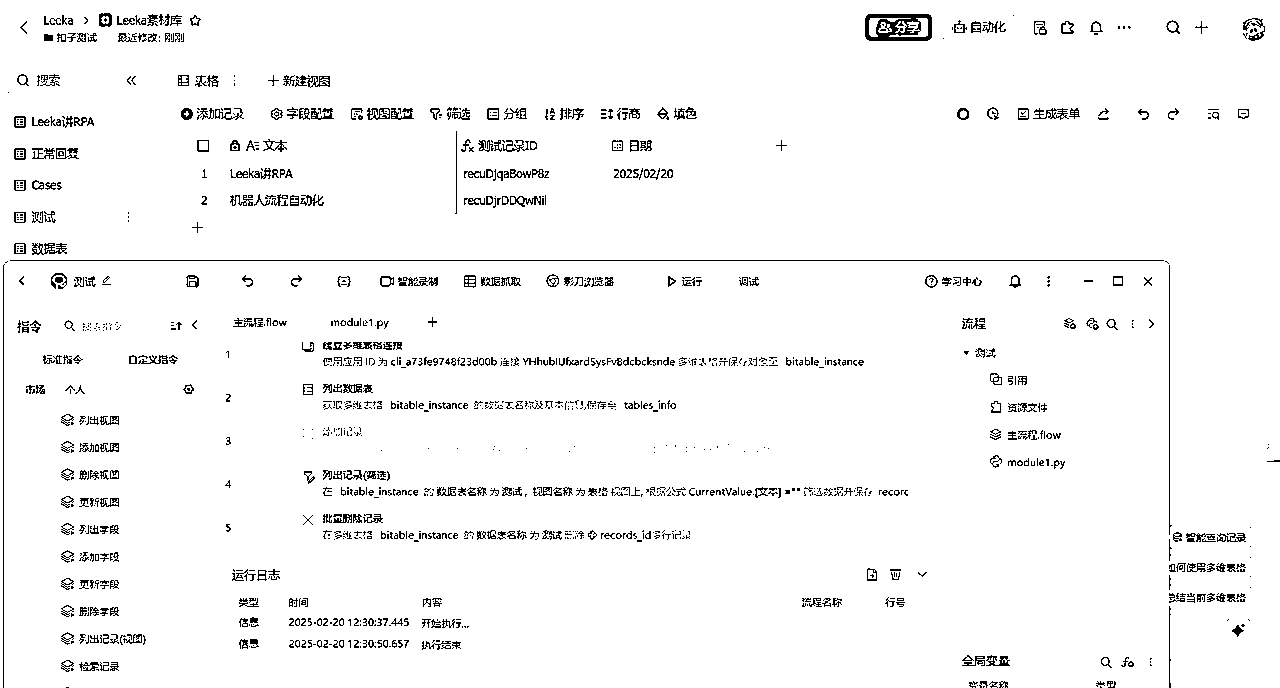 Leeka > Leeka素材库
扣子测试 最近修改: 刚刚
分享 自动化
搜索 表格 新建视图
添加记录 字段配置 视图配置 筛选 分组 排序 行高 填色 生成表单
Leeka讲RPA
正常回复
Cases
测试
数据表
文本 测试记录ID 日期
1 Leeka讲RPA recuDjqaBowP8z 2025/02/20
2 机器人流程自动化 recuDjrDDQwNil
测试 智能录制 数据抓取 影刀浏览器 运行 调试 学习中心
指令 搜索指令
标准指令 自定义指令
市场 个人
列出视图
添加视图
删除视图
更新视图
列出字段
添加字段
更新字段
删除字段
列出记录(视图)
检索记录
主流程.flow module1.py
1 建立多维表格连接
使用应用 ID 为 cli_a73fe9748f23d00b 连接 多维表格并保存对象至 bitable_instance
2 列出数据表
获取多维表格 bitable_instance 的数据表名称及基本信息,保存至 tables_info
3 添加记录
4 列出记录(筛选)
在 bitable_instance 的 数据表名称 为 测试 , 视图名称 为 表格 视图上, 根据公式 CurrentValue.[文本] ="" 筛选数据并保存 record
5 批量删除记录
在多维表格 bitable_instance 的 数据表名称 为 测试 删除 records_id 多行记录
运行日志
类型 时间 内容 流程名称 行号
信息 2025-02-20 12:30:37.445 开始执行...
信息 2025-02-20 12:30:50.657 执行结束
流程
测试
引用
资源文件
主流程.flow
module1.py
全局变量
变量名称 类型
智能查询记录
如何使用多维表格
总结当前多维表格